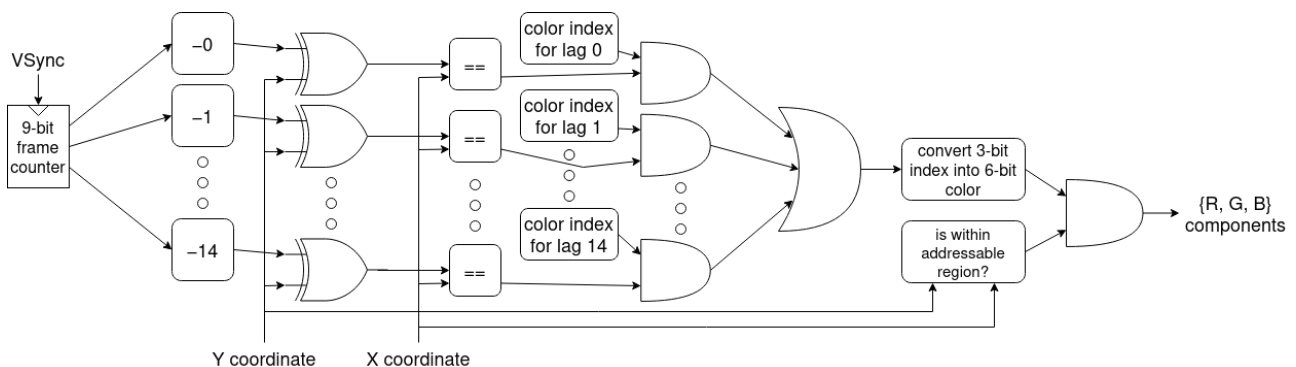 VSync
9-bit
frame
counter
−0
−1
−14
==
==
==
color index
for lag 0
color index
for lag 1
color index
for lag 14
convert 3-bit
index into 6-bit
color
is within
addressable
region?
{R, G, B}
components
Y coordinate
X coordinate